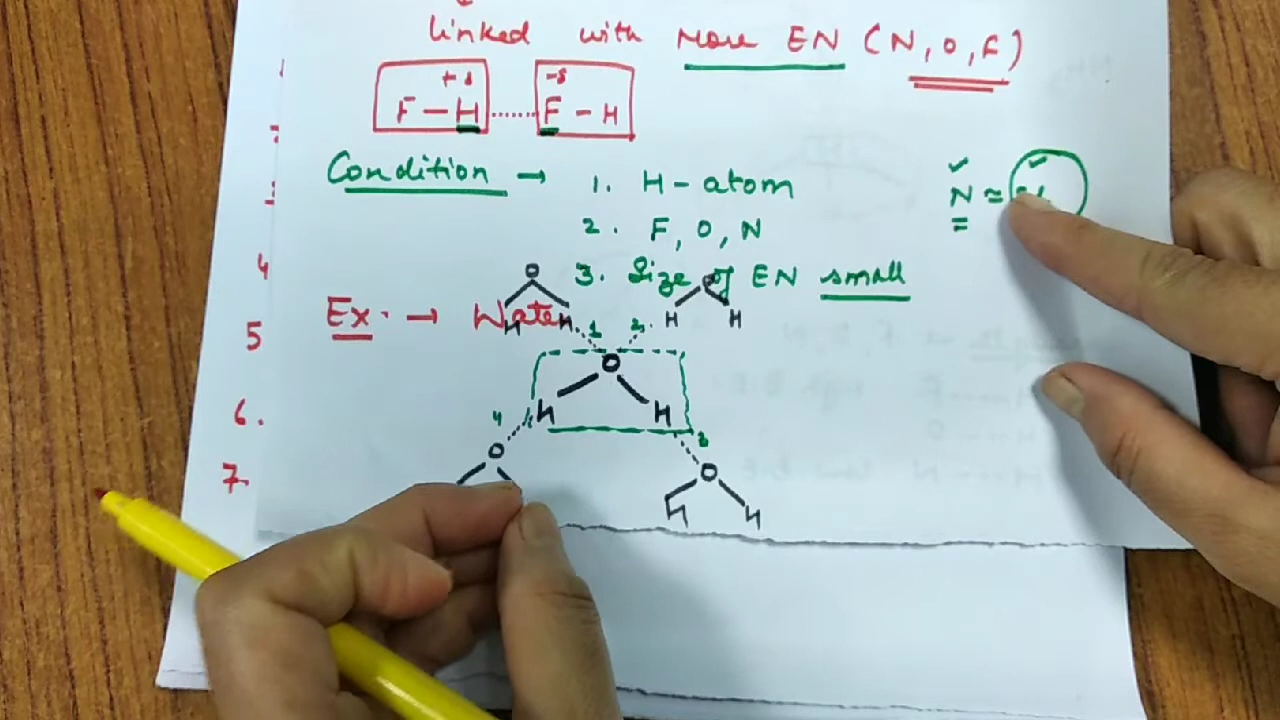 linked with More EN (N, O, F)
+δ -δ
F — H ...... F — H
Condition → 1. H-atom
N ≈
2. F, O, N
3. Size of EN small
Ex. → Water
O
H H H H
1 2
O
H H
4 3
O O
H H
4
5
6.
7.